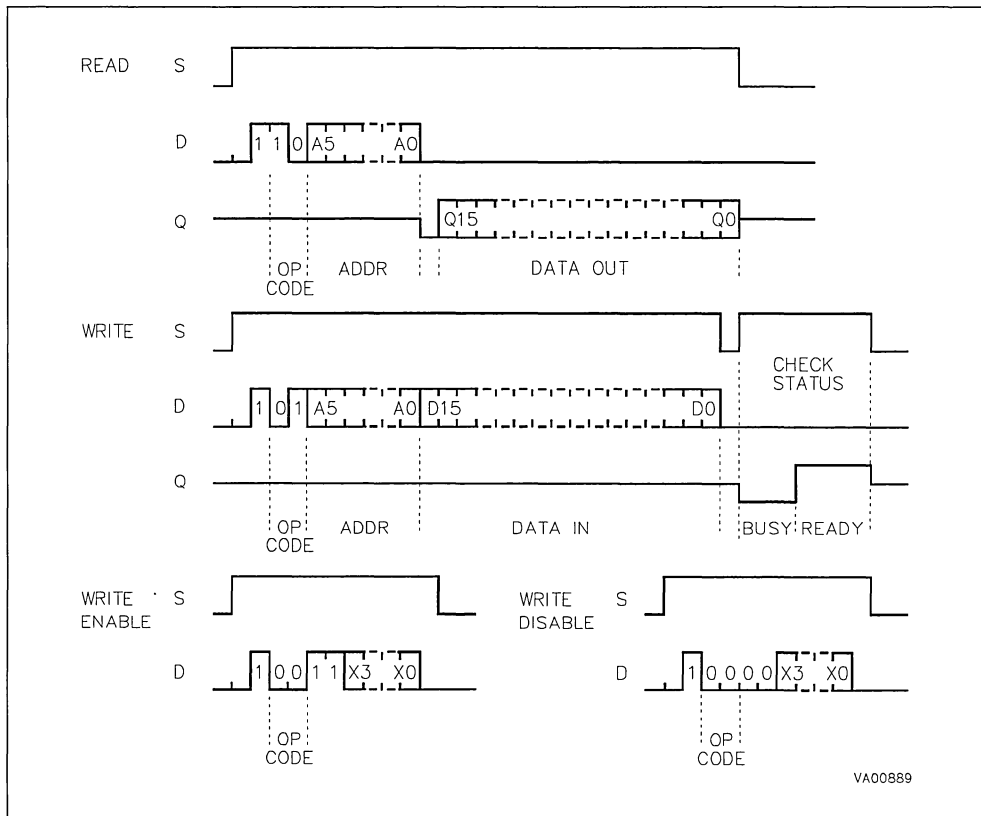 READ S
D 1 1 0 A5 A0
Q Q15 Q0
OP CODE ADDR DATA OUT
WRITE S
CHECK STATUS
D 1 0 1 A5 A0 D15 D0
Q
OP CODE ADDR DATA IN BUSY READY
WRITE ENABLE S
WRITE DISABLE S
D 1 0 0 1 1 X3 X0
D 1 0 0 0 0 X3 X0
OP CODE
OP CODE
VA00889